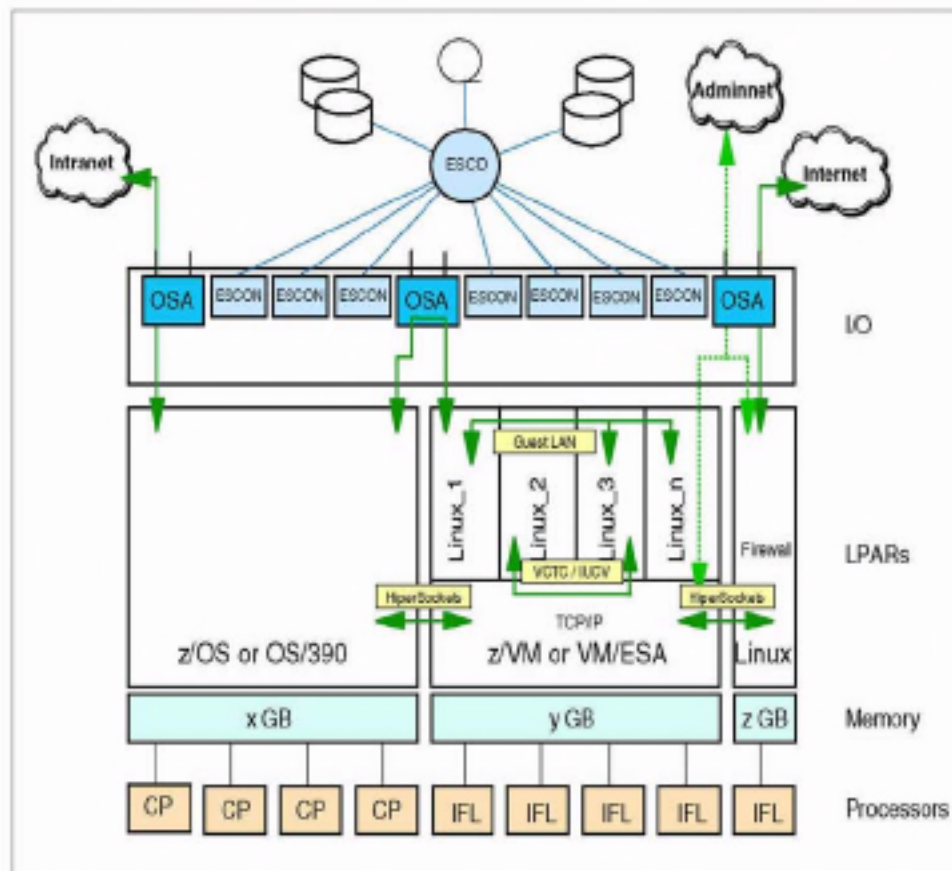 Adminnet
Intranet
ESCD
Internet
OSA
ESCON
ESCON
ESCON
OSA
ESCON
ESCON
ESCON
ESCON
OSA
I/O
Guest LAN
Linux_1
Linux_2
Linux_3
Linux_n
Firewall
LPARs
VCTC / IUCV
HiperSockets
HiperSockets
TCP/IP
z/OS or OS/390
z/VM or VM/ESA
Linux
x GB
y GB
z GB
Memory
CP
CP
CP
CP
IFL
IFL
IFL
IFL
IFL
Processors